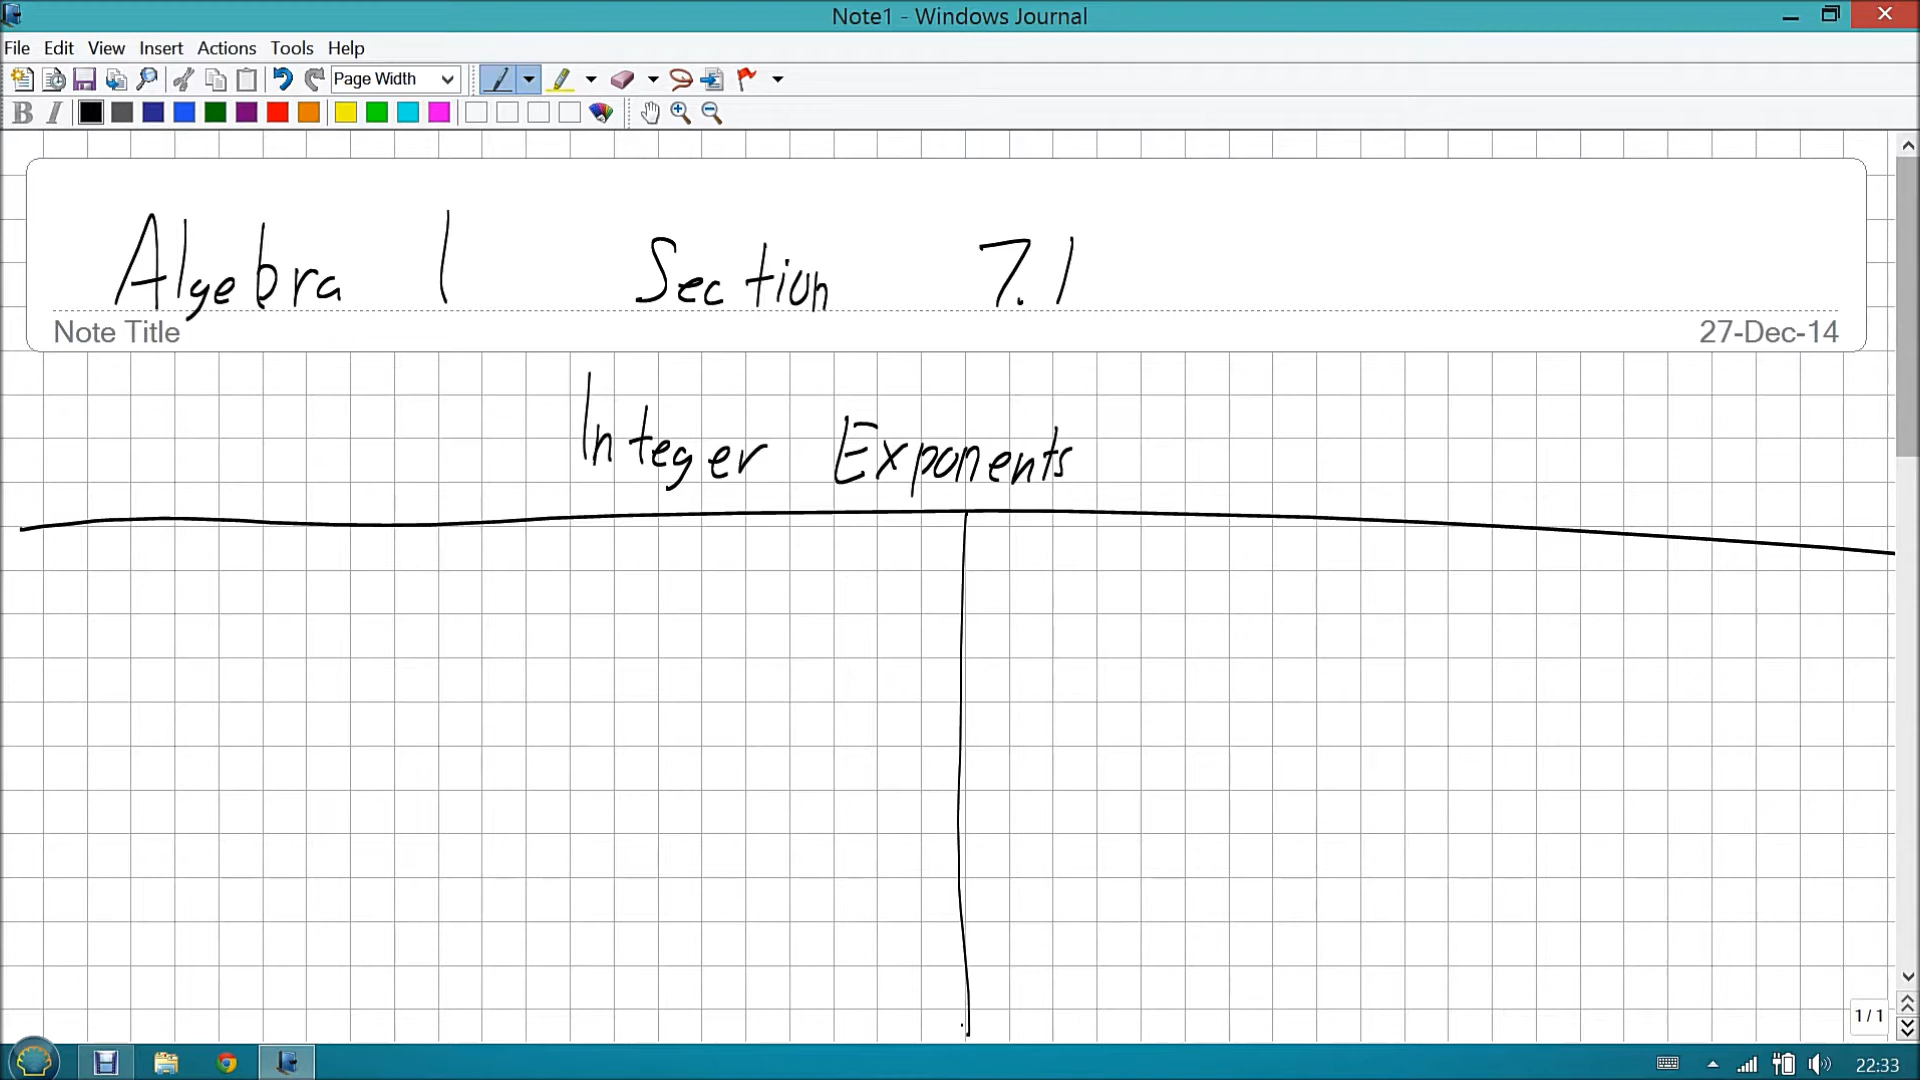 Note1 - Windows Journal
File Edit View Insert Actions Tools Help
Page Width
B I
Algebra 1 Section 7.1
Note Title 27-Dec-14
Integer Exponents
1 / 1
22:33